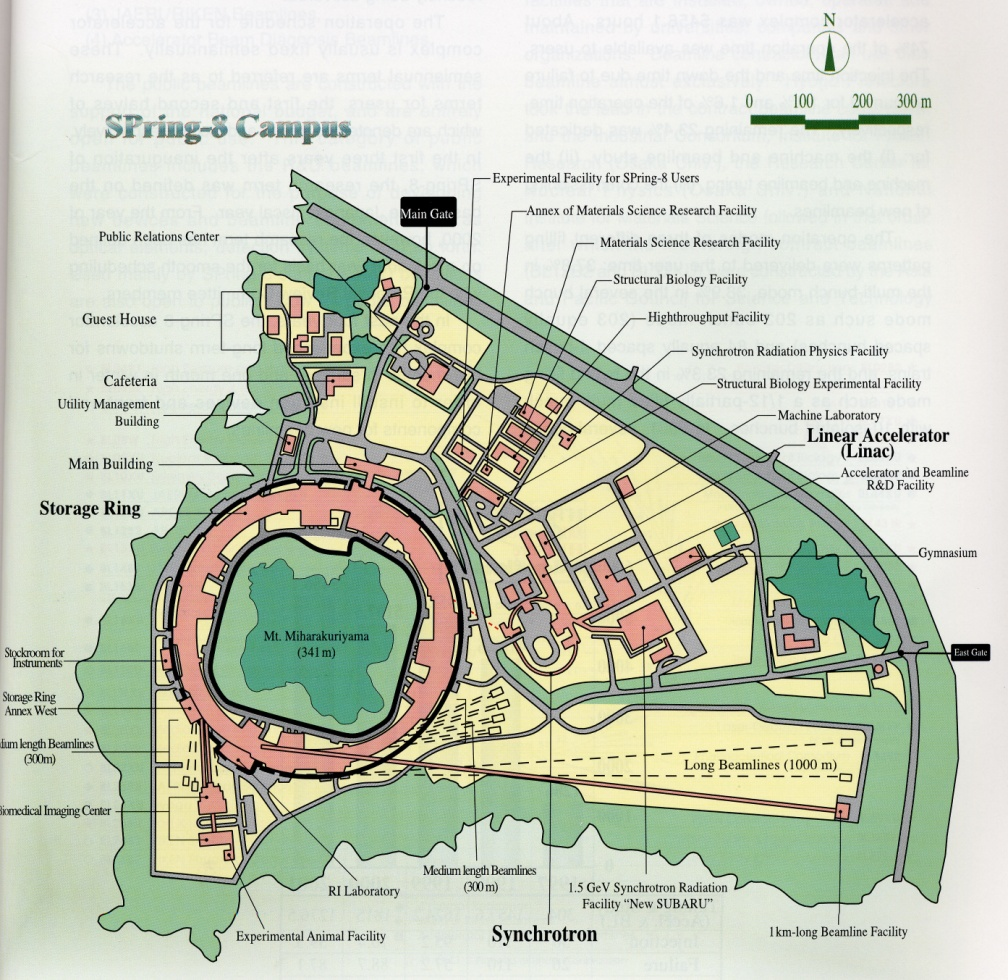 N
0 100 200 300 m
SPring-8 Campus
Experimental Facility for SPring-8 Users
Main Gate
Annex of Materials Science Research Facility
Public Relations Center
Materials Science Research Facility
Structural Biology Facility
Guest House
Highthroughput Facility
Synchrotron Radiation Physics Facility
Cafeteria
Structural Biology Experimental Facility
Utility Management
Building
Machine Laboratory
Linear Accelerator
(Linac)
Main Building
Accelerator and Beamline
R&D Facility
Storage Ring
Gymnasium
Mt. Miharakuriyama
(341 m)
Stockroom for
Instruments
East Gate
Storage Ring
Annex West
dium length Beamlines
(300m)
Long Beamlines (1000 m)
Biomedical Imaging Center
Medium length Beamlines
(300 m)
RI Laboratory
1.5 GeV Synchrotron Radiation
Facility “New SUBARU”
Experimental Animal Facility
Synchrotron
1km-long Beamline Facility